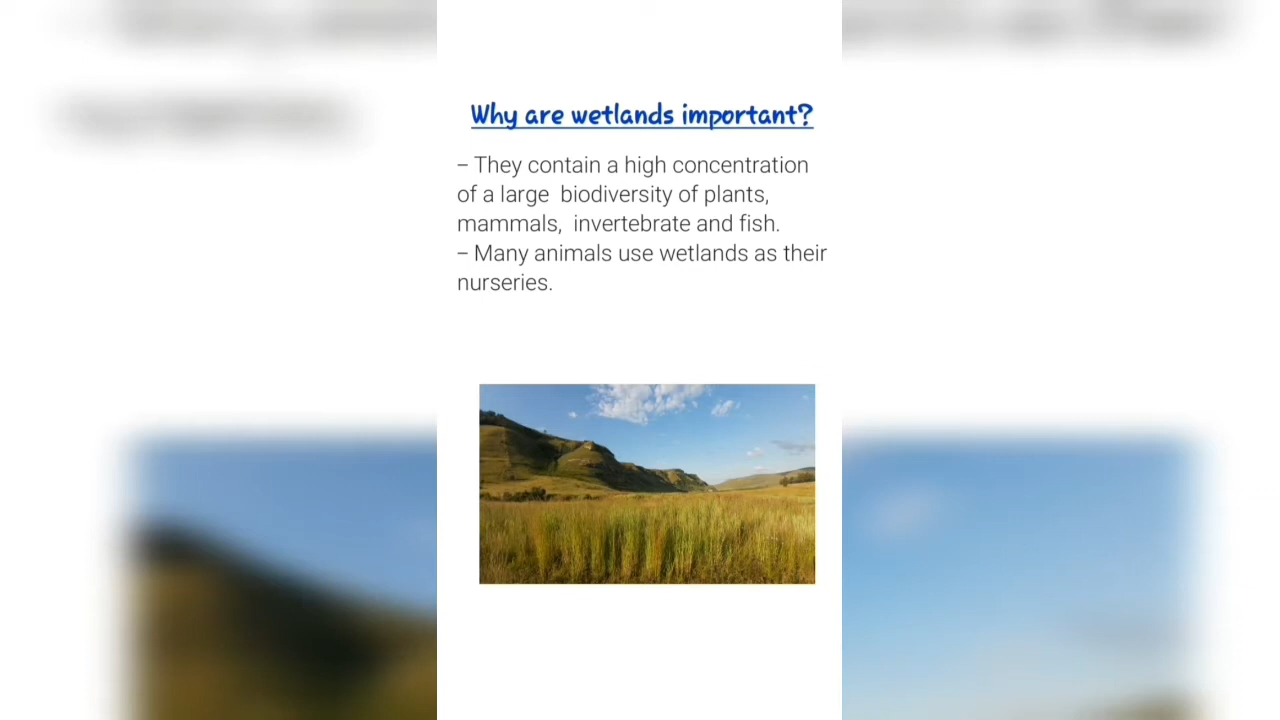 Why are wetlands important?
– They contain a high concentration
of a large  biodiversity of plants,
mammals,  invertebrate and fish.
– Many animals use wetlands as their
nurseries.